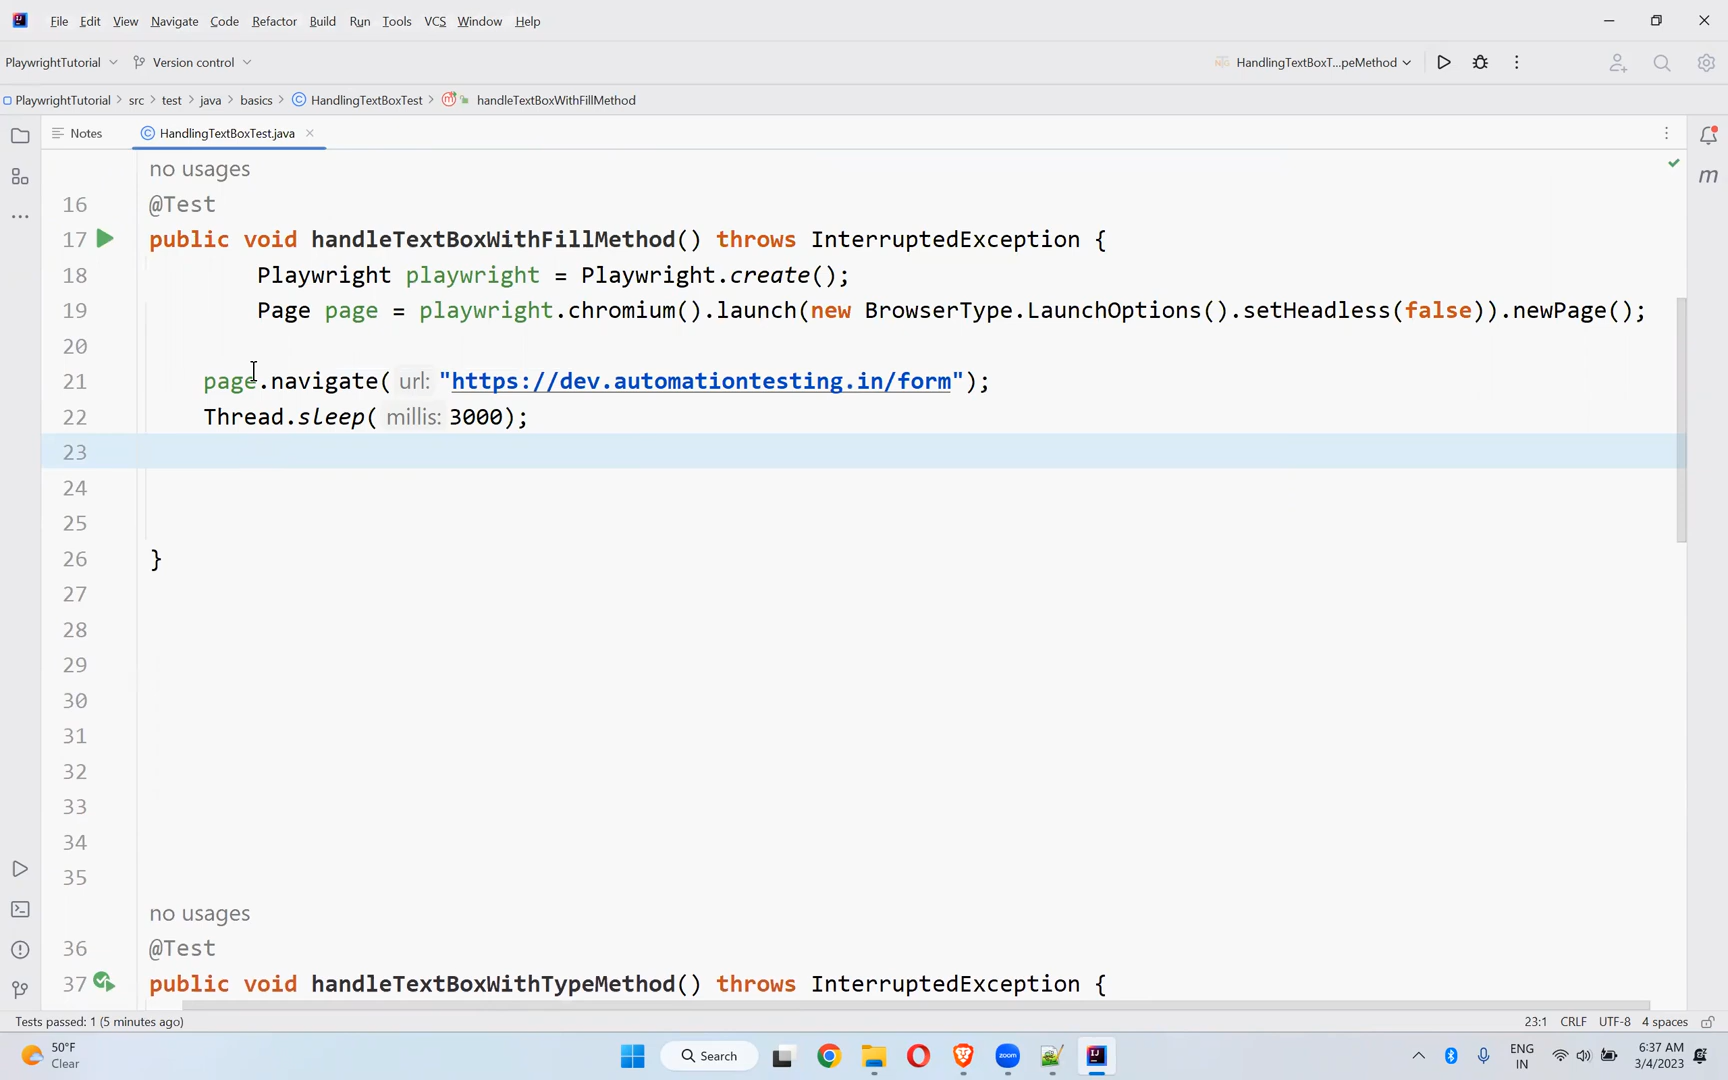 File Edit View Navigate Code Refactor Build Run Tools VCS Window Help
PlaywrightTutorial Version control HandlingTextBoxT...peMethod
PlaywrightTutorial src test java basics HandlingTextBoxTest handleTextBoxWithFillMethod
Notes HandlingTextBoxTest.java
no usages
16 @Test
17 public void handleTextBoxWithFillMethod() throws InterruptedException {
18 Playwright playwright = Playwright.create();
19 Page page = playwright.chromium().launch(new BrowserType.LaunchOptions().setHeadless(false)).newPage();
20
21 page.navigate( url: "https://dev.automationtesting.in/form");
22 Thread.sleep( millis: 3000);
23
24
25
26 }
27
28
29
30
31
32
33
34
35
no usages
36 @Test
37 public void handleTextBoxWithTypeMethod() throws InterruptedException {
Tests passed: 1 (5 minutes ago) 23:1 CRLF UTF-8 4 spaces
50°F
Clear
Search
zoom
ENG
IN
6:37 AM
3/4/2023